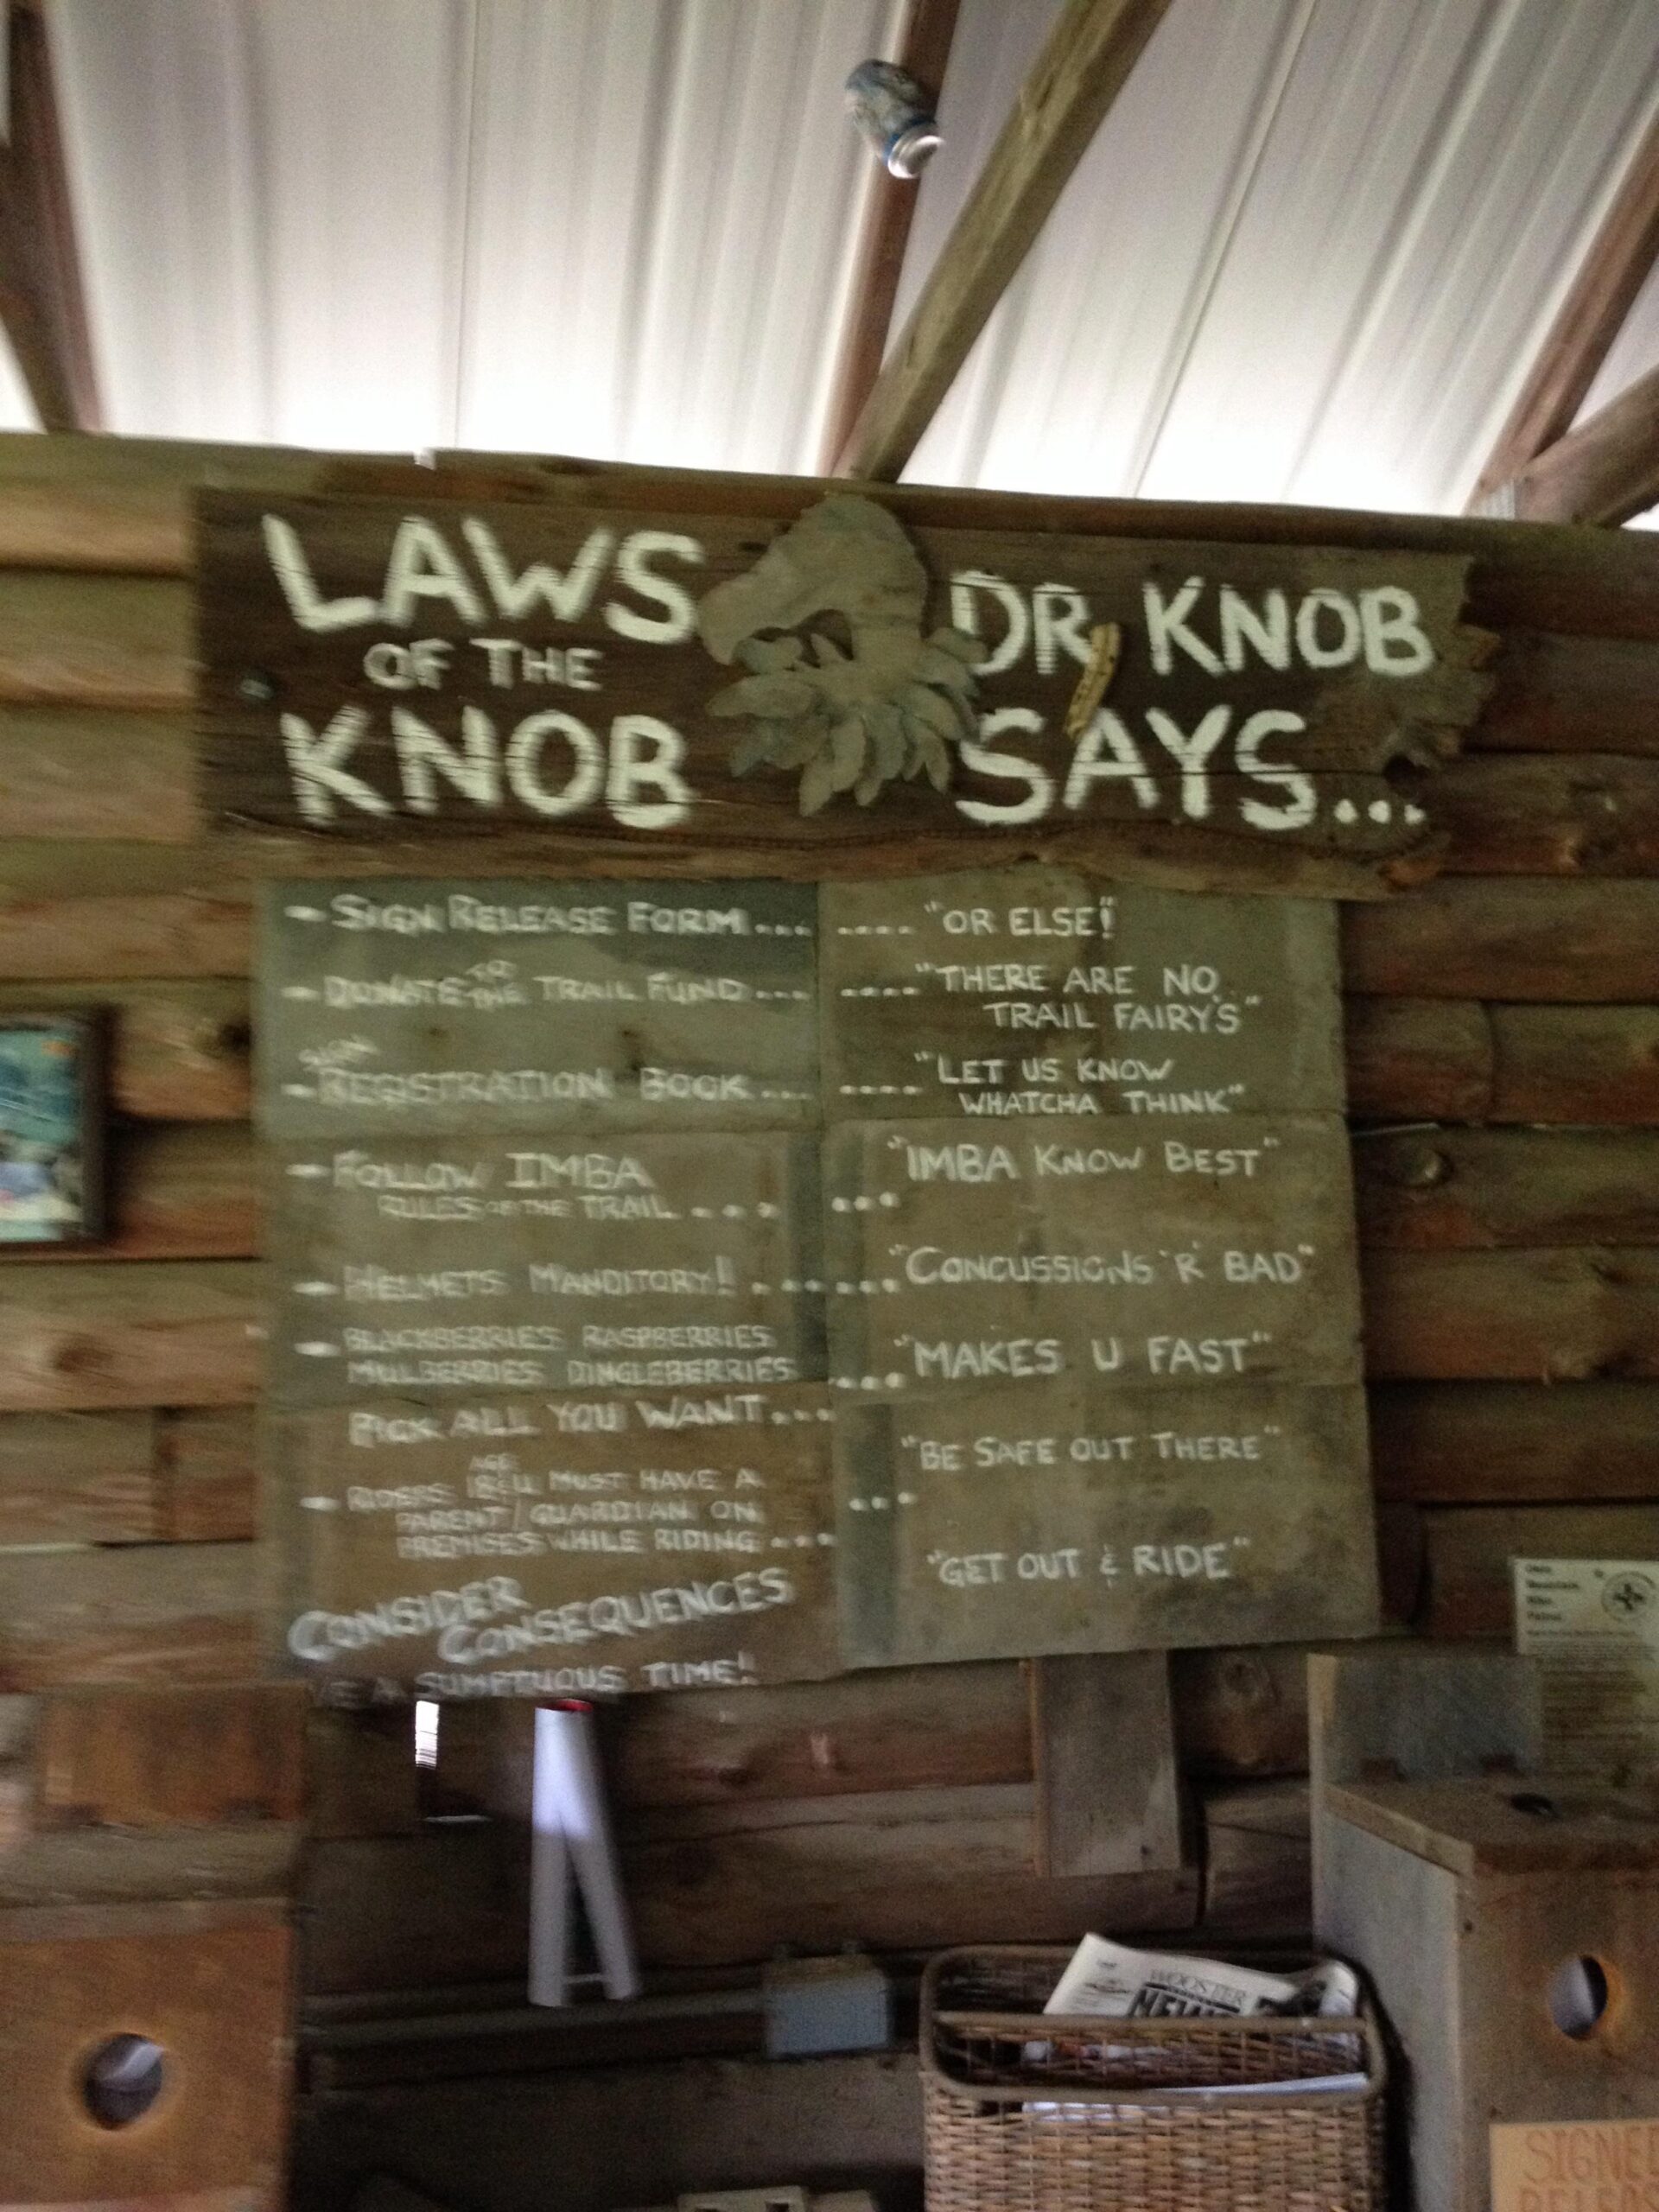 LAWS
OF THE
KNOB
DR, KNOB
SAYS...
- SIGN RELEASE FORM....
- DONATE TO THE TRAIL FUND...
- SIGN REGISTRATION BOOK...
- FOLLOW IMBA
RULES OF THE TRAIL....
- HELMETS MANDITORY!....
- BLACKBERRIES RASPBERRIES
MULBERRIES DINGLEBERRIES
PICK ALL YOU WANT...
- RIDERS AGE 18 & U MUST HAVE A
PARENT/GUARDIAN ON
PREMISES WHILE RIDING...
CONSIDER
CONSEQUENCES
A SUMPTUOUS TIME!
...."OR ELSE!"
...."THERE ARE NO
TRAIL FAIRY'S"
...."LET US KNOW
WHATCHA THINK"
..."IMBA KNOW BEST"
..."CONCUSSIONS 'R' BAD"
..."MAKES U FAST"
..."BE SAFE OUT THERE"
"GET OUT & RIDE"
WOOSTER
SIGNED